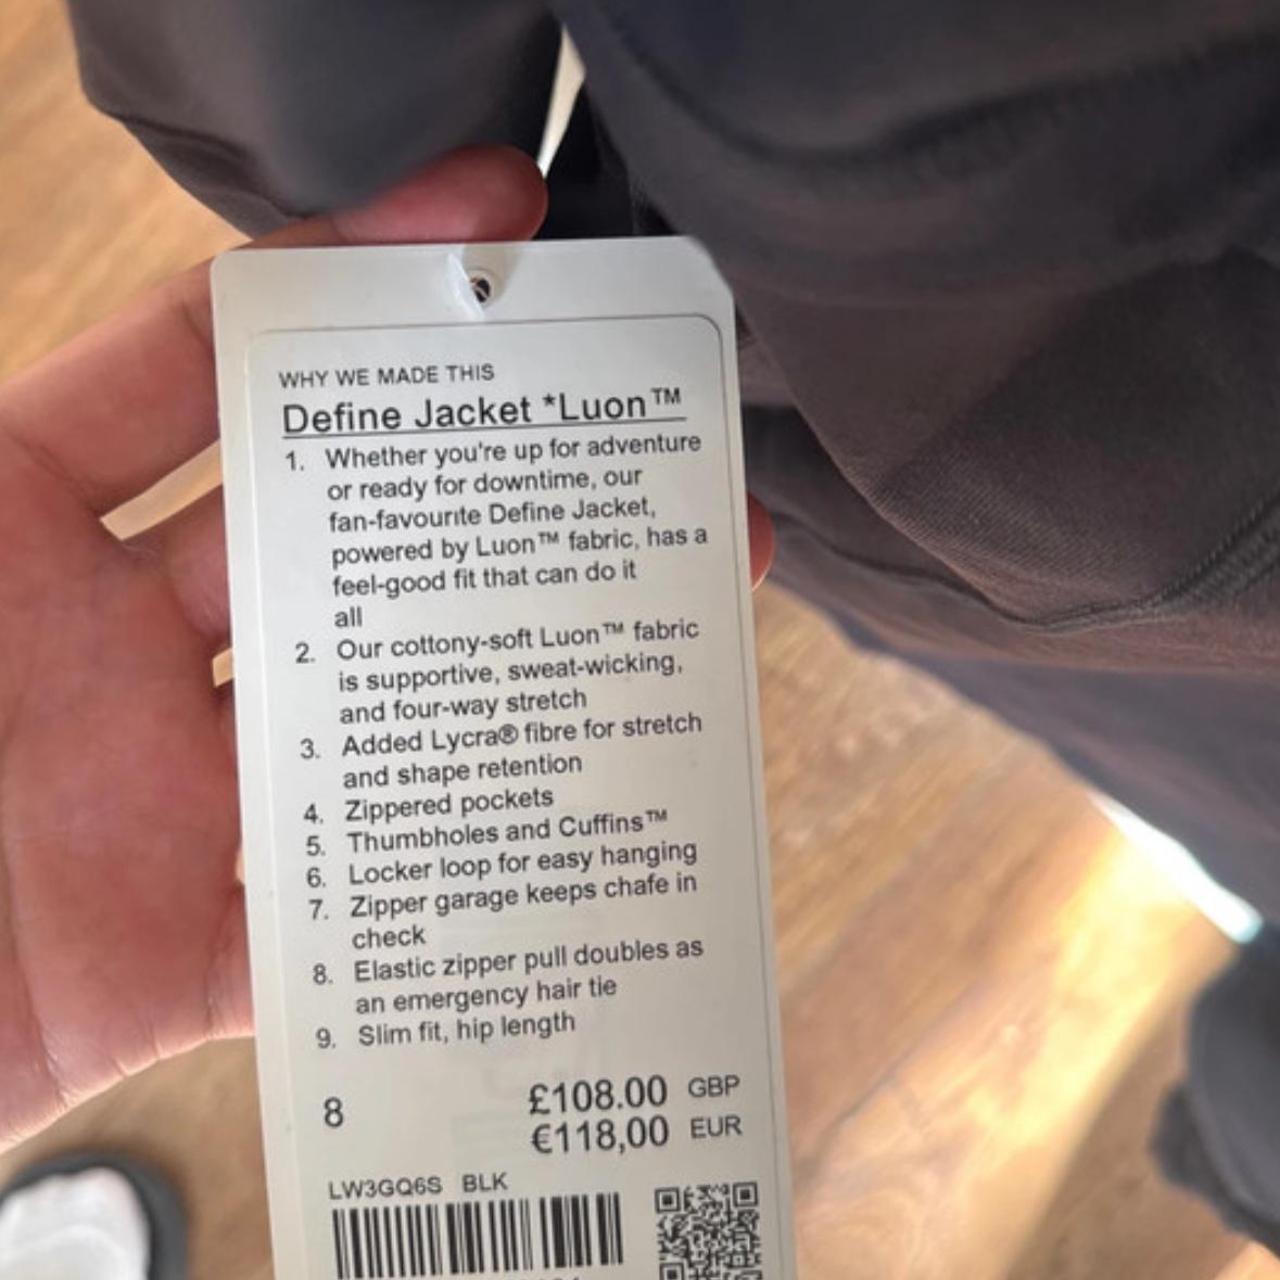 WHY WE MADE THIS
Define Jacket *Luon™
1. Whether you're up for adventure
or ready for downtime, our
fan-favourite Define Jacket,
powered by Luon™ fabric, has a
feel-good fit that can do it
all
2. Our cottony-soft Luon™ fabric
is supportive, sweat-wicking,
and four-way stretch
3. Added Lycra® fibre for stretch
and shape retention
4. Zippered pockets
5. Thumbholes and Cuffins™
6. Locker loop for easy hanging
7. Zipper garage keeps chafe in
check
8. Elastic zipper pull doubles as
an emergency hair tie
9. Slim fit, hip length
8 £108.00 GBP
€118,00 EUR
LW3GQ6S BLK